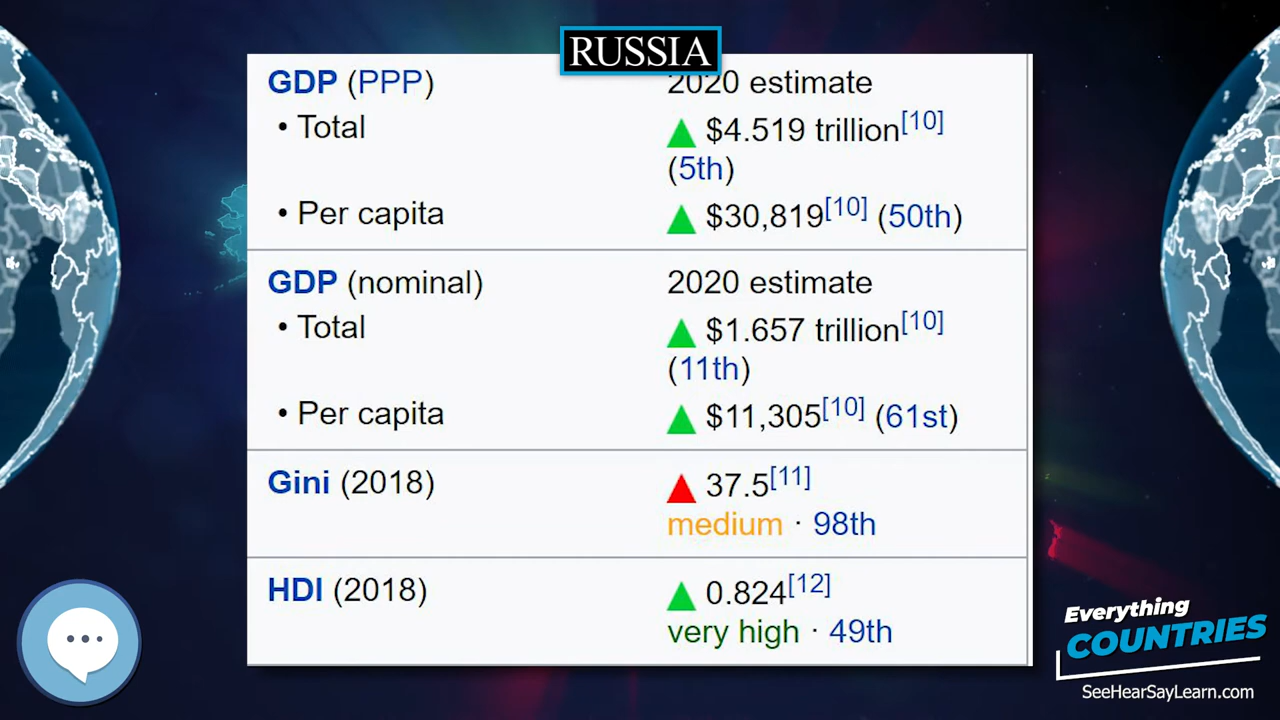 RUSSIA
GDP (PPP) 2020 estimate
• Total ▲ $4.519 trillion[10]
(5th)
• Per capita ▲ $30,819[10] (50th)
GDP (nominal) 2020 estimate
• Total ▲ $1.657 trillion[10]
(11th)
• Per capita ▲ $11,305[10] (61st)
Gini (2018) ▲ 37.5[11]
medium · 98th
HDI (2018) ▲ 0.824[12]
very high · 49th
Everything
COUNTRIES
SeeHearSayLearn.com